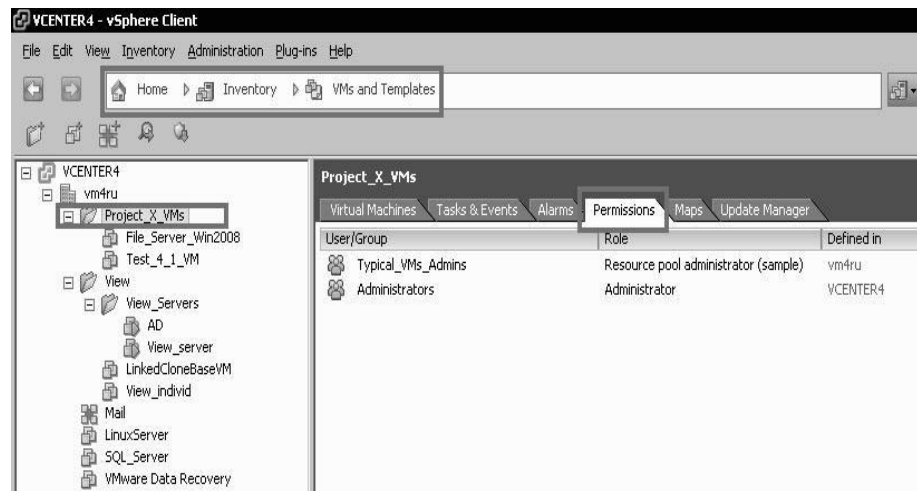 VCENTER4 - vSphere Client
File Edit View Inventory Administration Plug-ins Help
Home Inventory VMs and Templates
VCENTER4
vm4ru
Project_X_VMs
File_Server_Win2008
Test_4_1_VM
View
View_Servers
AD
View_server
LinkedCloneBaseVM
View_individ
Mail
LinuxServer
SQL_Server
VMware Data Recovery
Project_X_VMs
Virtual Machines Tasks & Events Alarms Permissions Maps Update Manager
User/Group Role Defined in
Typical_VMs_Admins Resource pool administrator (sample) vm4ru
Administrators Administrator VCENTER4